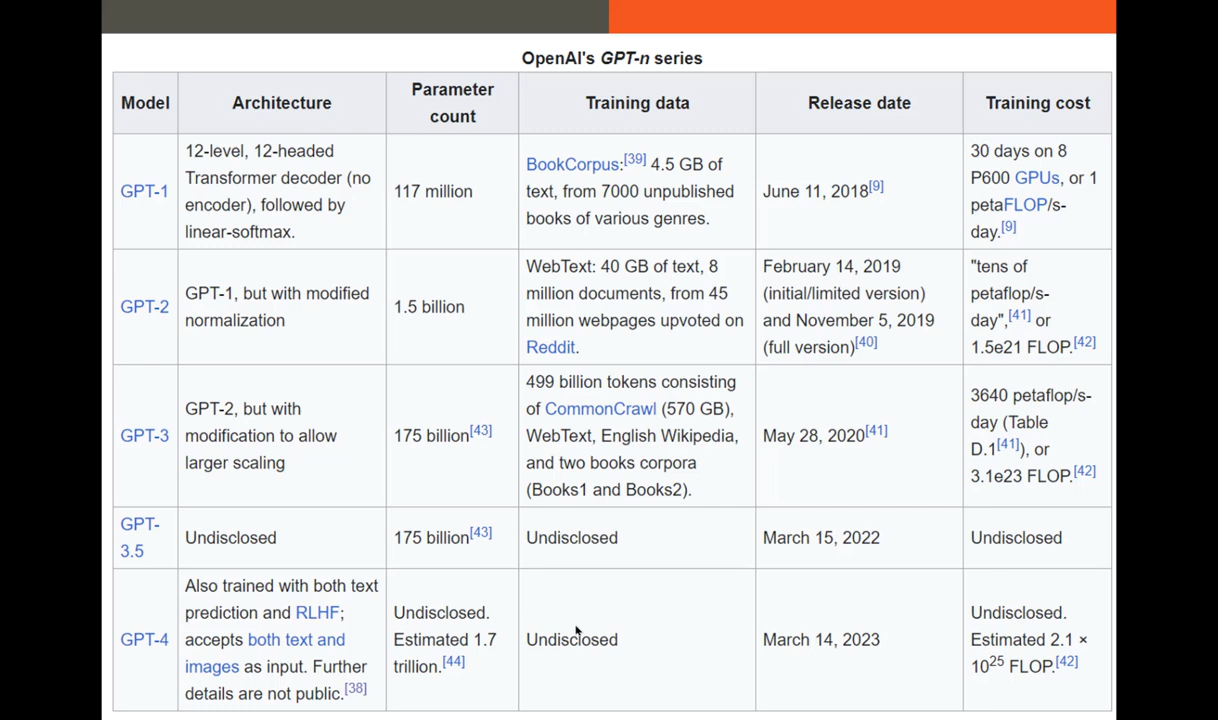 OpenAI's GPT-n series
Model
Architecture
Parameter
count
Training data
Release date
Training cost
GPT-1
12-level, 12-headed
Transformer decoder (no
encoder), followed by
linear-softmax.
117 million
BookCorpus:[39] 4.5 GB of
text, from 7000 unpublished
books of various genres.
June 11, 2018[9]
30 days on 8
P600 GPUs, or 1
petaFLOP/s-
day.[9]
GPT-2
GPT-1, but with modified
normalization
1.5 billion
WebText: 40 GB of text, 8
million documents, from 45
million webpages upvoted on
Reddit.
February 14, 2019
(initial/limited version)
and November 5, 2019
(full version)[40]
"tens of
petaflop/s-
day",[41] or
1.5e21 FLOP.[42]
GPT-3
GPT-2, but with
modification to allow
larger scaling
175 billion[43]
499 billion tokens consisting
of CommonCrawl (570 GB),
WebText, English Wikipedia,
and two books corpora
(Books1 and Books2).
May 28, 2020[41]
3640 petaflop/s-
day (Table
D.1[41]), or
3.1e23 FLOP.[42]
GPT-
3.5
Undisclosed
175 billion[43]
Undisclosed
March 15, 2022
Undisclosed
GPT-4
Also trained with both text
prediction and RLHF;
accepts both text and
images as input. Further
details are not public.[38]
Undisclosed.
Estimated 1.7
trillion.[44]
Undisclosed
March 14, 2023
Undisclosed.
Estimated 2.1 ×
10²⁵ FLOP.[42]